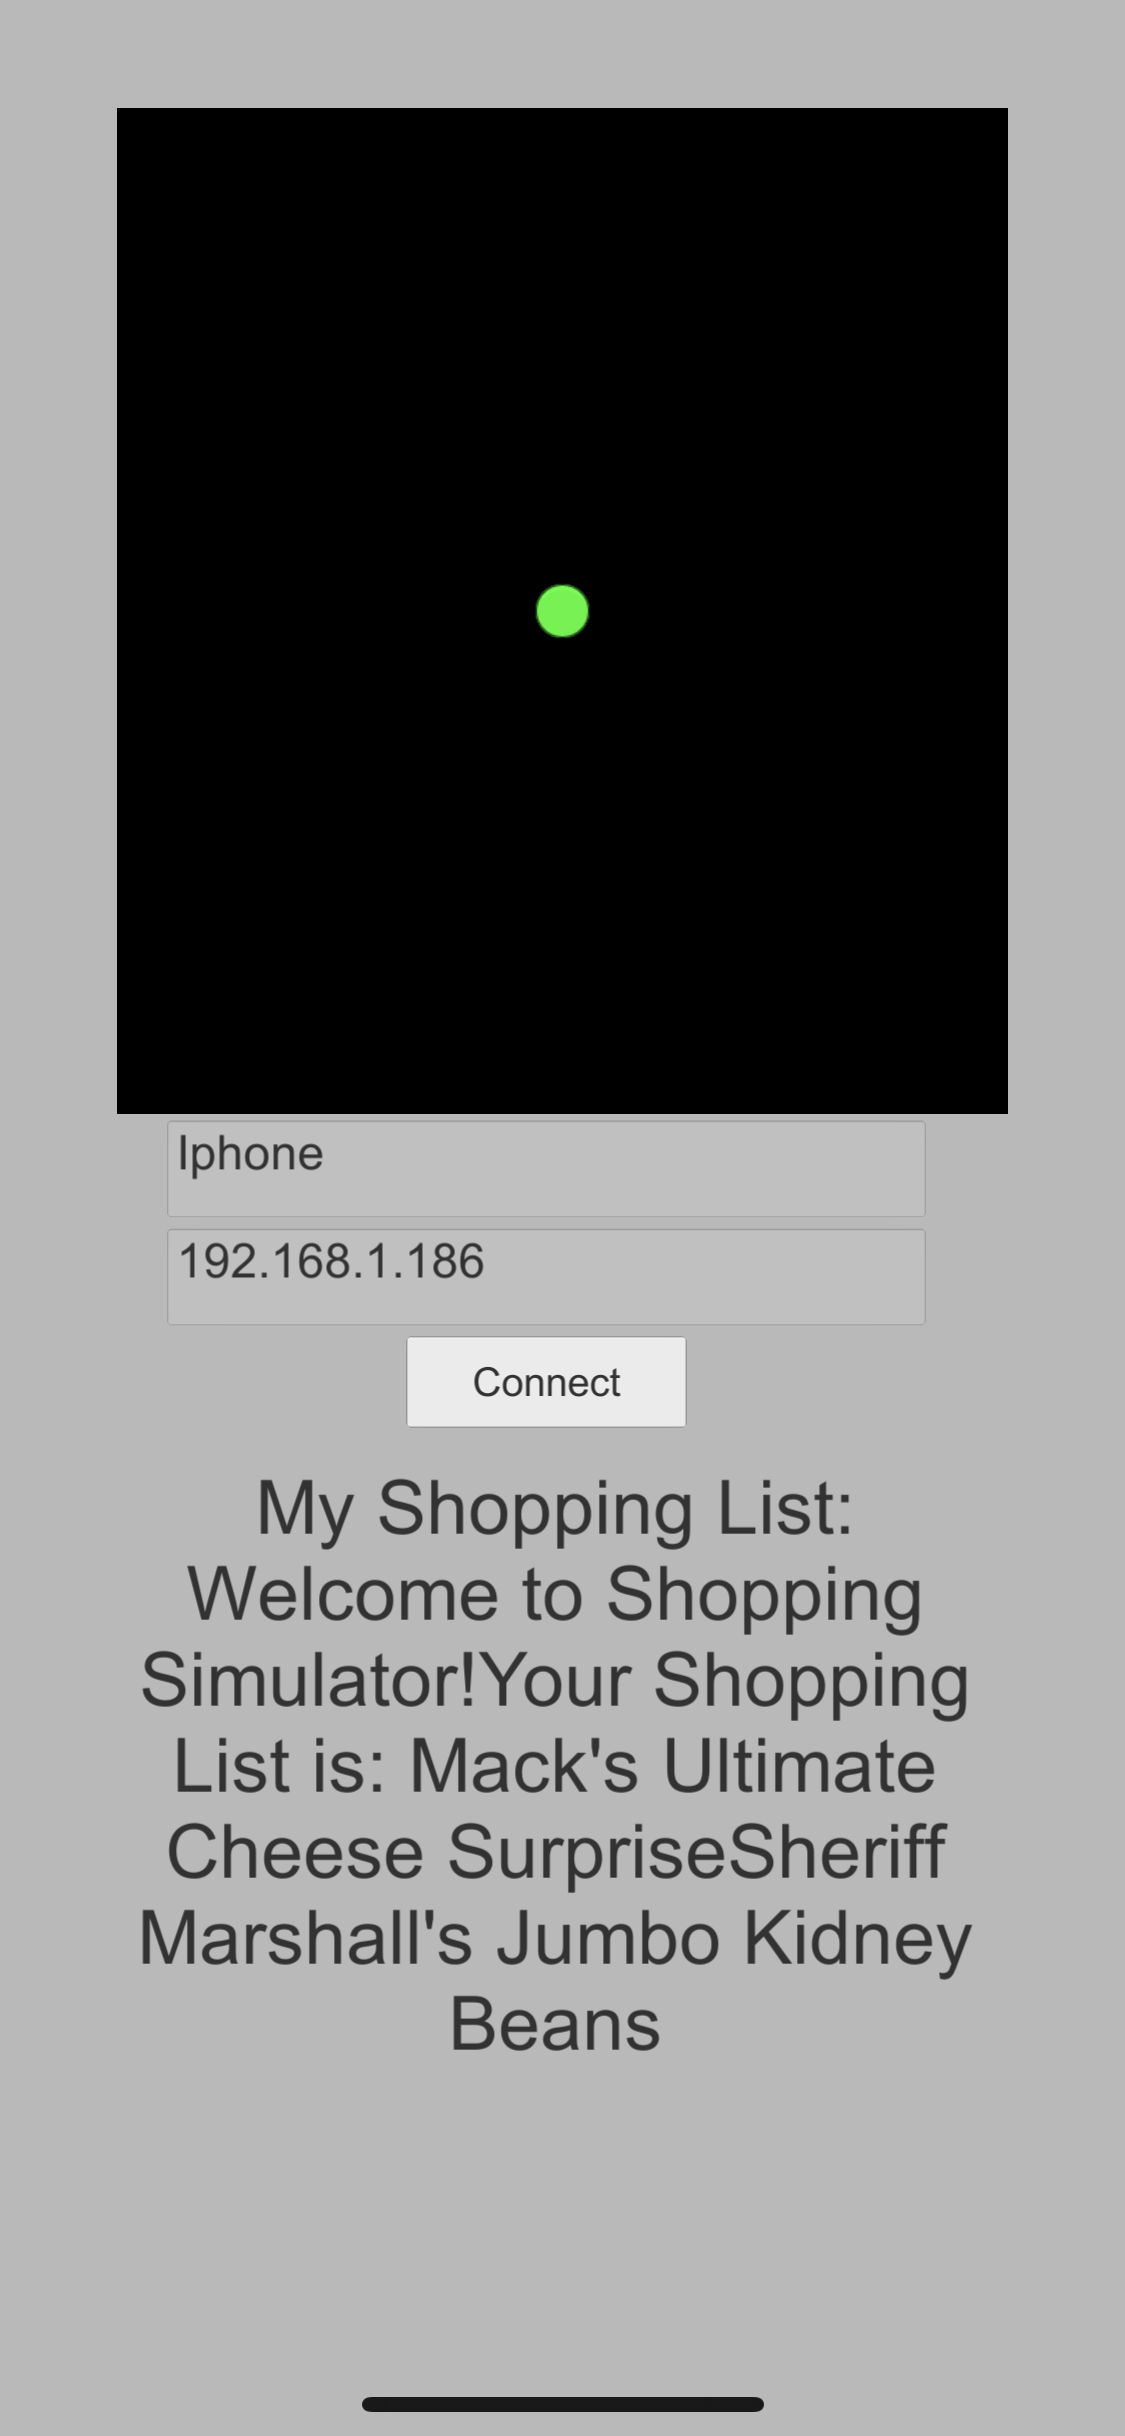 Iphone
192.168.1.186
Connect
My Shopping List:
Welcome to Shopping
Simulator!Your Shopping
List is: Mack's Ultimate
Cheese SurpriseSheriff
Marshall's Jumbo Kidney
Beans